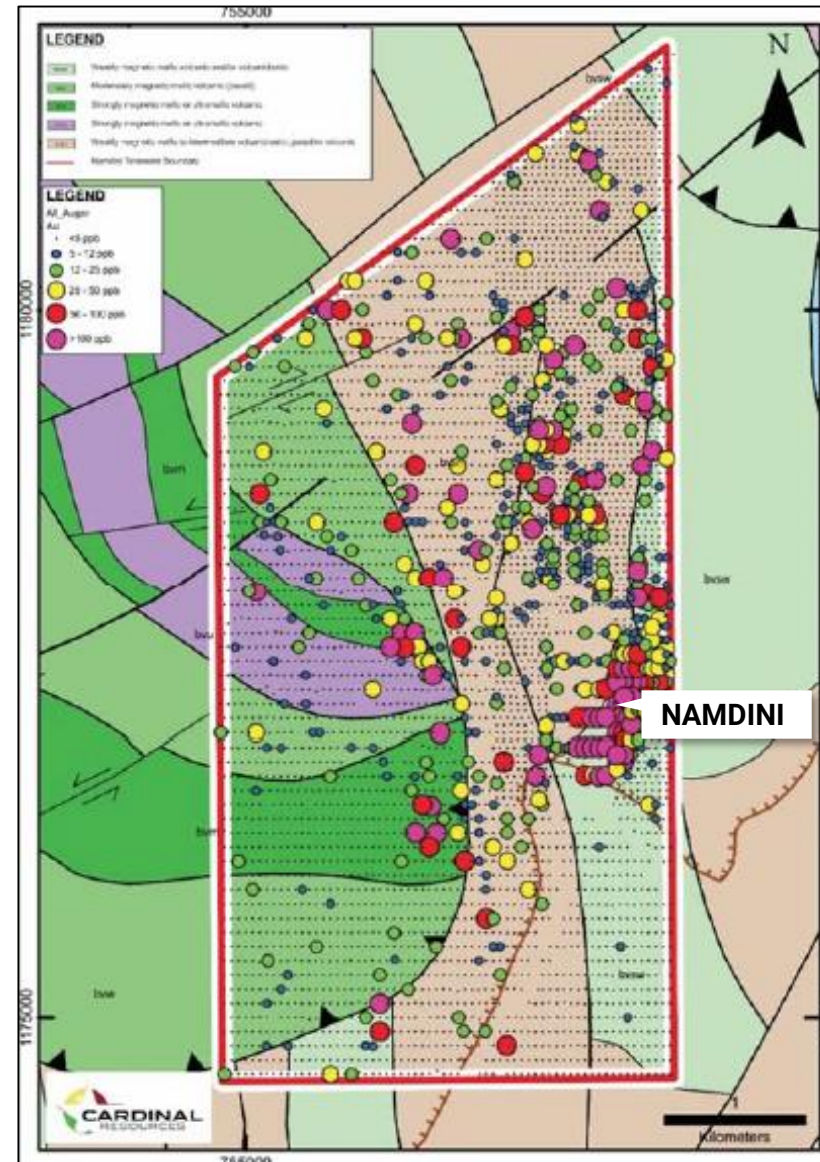 755000
LEGEND
Weakly magnetic mafic volcanic and/or volcaniclastic
Moderately magnetic mafic volcanic (basalt)
Strongly magnetic mafic or ultramafic volcanic
Strongly magnetic mafic or ultramafic volcanic
Weakly magnetic mafic to intermediate volcaniclastic, possible volcanic
Namdini Tenement Boundary
N
LEGEND
All_Auger
Au
<5 ppb
5 - 12 ppb
12 - 25 ppb
25 - 50 ppb
50 - 100 ppb
>100 ppb
1180000
bvsw
bvm
bvsw
bvu
NAMDINI
bvsw
bvw
1175000
CARDINAL
RESOURCES
1
Kilometers
755000